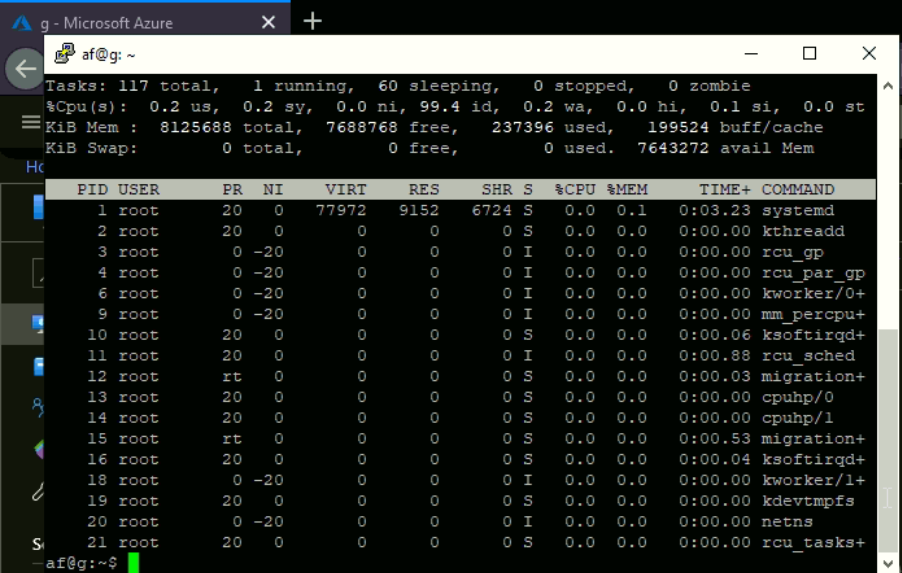 g - Microsoft Azure
af@g: ~
Tasks: 117 total,   1 running,  60 sleeping,   0 stopped,   0 zombie
%Cpu(s):  0.2 us,  0.2 sy,  0.0 ni, 99.4 id,  0.2 wa,  0.0 hi,  0.1 si,  0.0 st
KiB Mem :  8125688 total,  7688768 free,   237396 used,   199524 buff/cache
KiB Swap:        0 total,        0 free,        0 used.  7643272 avail Mem
PID USER      PR  NI    VIRT    RES    SHR S  %CPU %MEM     TIME+ COMMAND
1 root      20   0   77972   9152   6724 S   0.0  0.1   0:03.23 systemd
2 root      20   0       0      0      0 S   0.0  0.0   0:00.00 kthreadd
3 root       0 -20       0      0      0 I   0.0  0.0   0:00.00 rcu_gp
4 root       0 -20       0      0      0 I   0.0  0.0   0:00.00 rcu_par_gp
6 root       0 -20       0      0      0 I   0.0  0.0   0:00.00 kworker/0+
9 root       0 -20       0      0      0 I   0.0  0.0   0:00.00 mm_percpu+
10 root      20   0       0      0      0 S   0.0  0.0   0:00.06 ksoftirqd+
11 root      20   0       0      0      0 I   0.0  0.0   0:00.88 rcu_sched
12 root      rt   0       0      0      0 S   0.0  0.0   0:00.03 migration+
13 root      20   0       0      0      0 S   0.0  0.0   0:00.00 cpuhp/0
14 root      20   0       0      0      0 S   0.0  0.0   0:00.00 cpuhp/1
15 root      rt   0       0      0      0 S   0.0  0.0   0:00.53 migration+
16 root      20   0       0      0      0 S   0.0  0.0   0:00.04 ksoftirqd+
18 root       0 -20       0      0      0 I   0.0  0.0   0:00.00 kworker/1+
19 root      20   0       0      0      0 S   0.0  0.0   0:00.00 kdevtmpfs
20 root       0 -20       0      0      0 I   0.0  0.0   0:00.00 netns
21 root      20   0       0      0      0 S   0.0  0.0   0:00.00 rcu_tasks+
af@g:~$